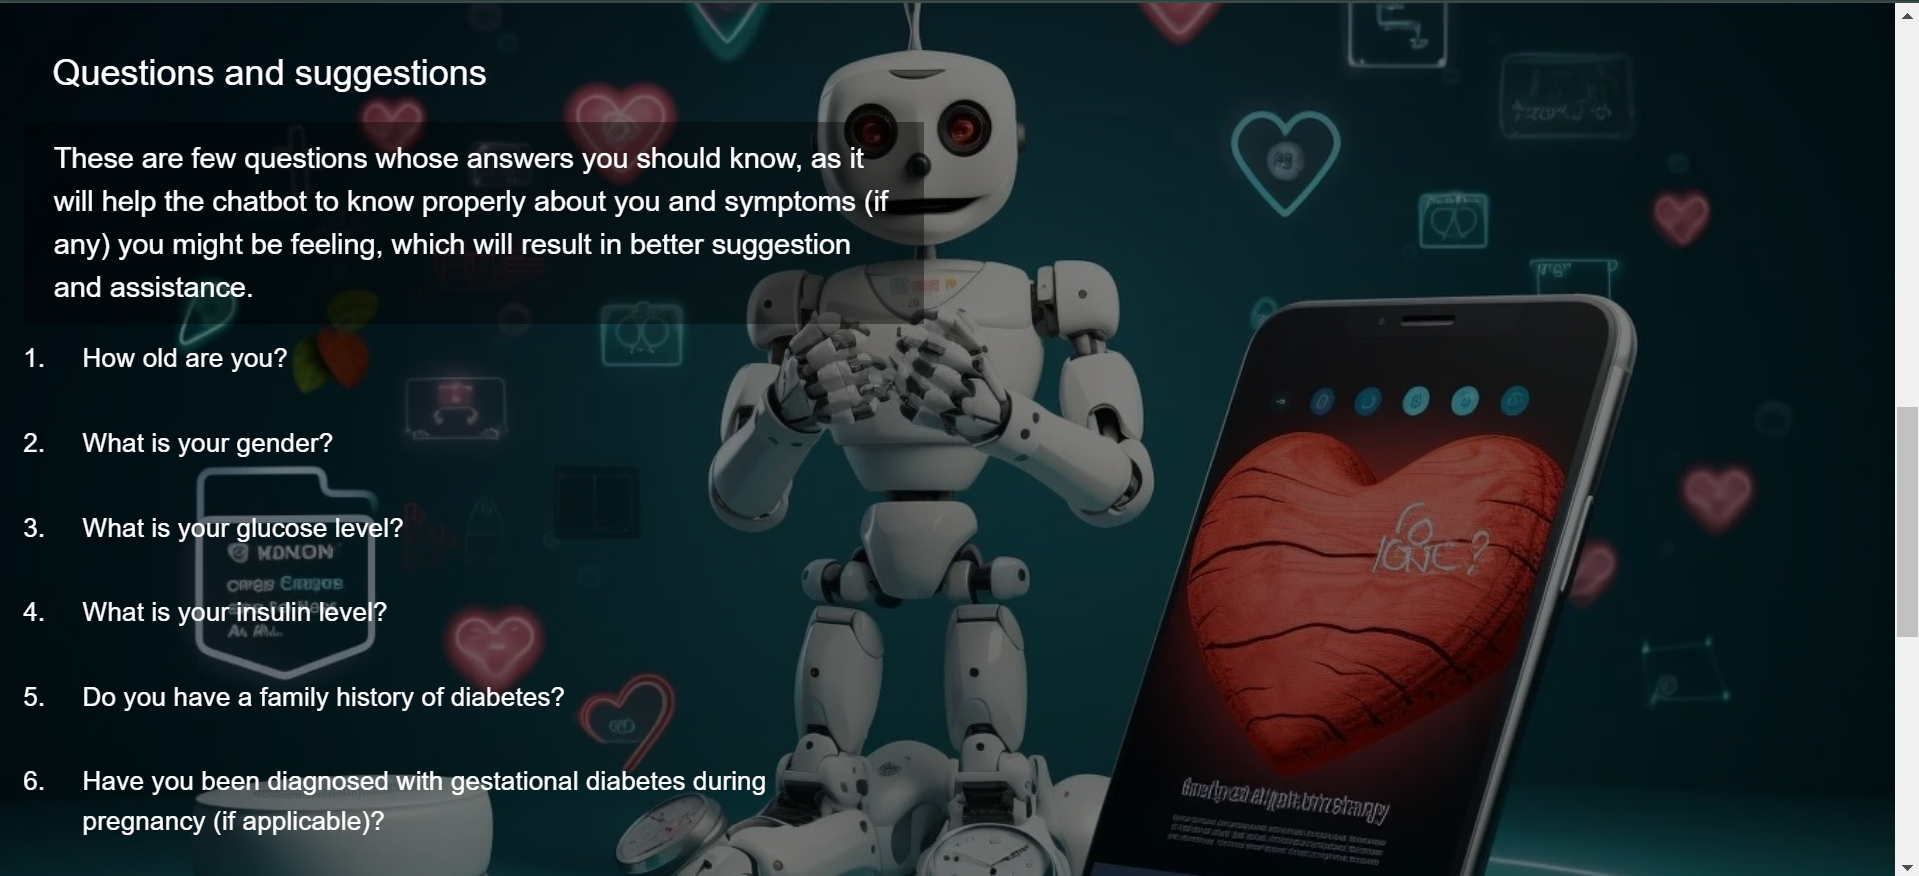 Questions and suggestions
These are few questions whose answers you should know, as it
will help the chatbot to know properly about you and symptoms (if
any) you might be feeling, which will result in better suggestion
and assistance.
1. How old are you?
2. What is your gender?
3. What is your glucose level?
4. What is your insulin level?
5. Do you have a family history of diabetes?
6. Have you been diagnosed with gestational diabetes during
pregnancy (if applicable)?